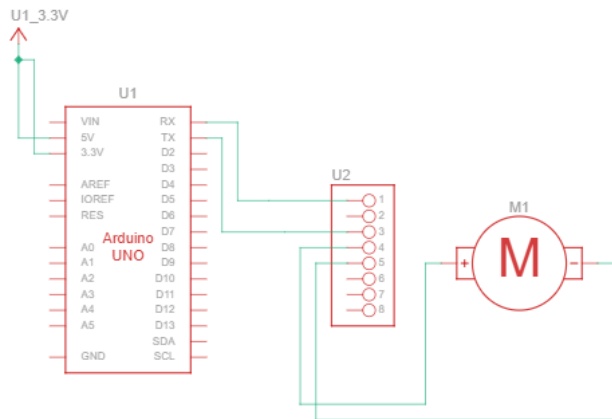 U1_3.3V
U1
VIN
5V
3.3V
AREF
IOREF
RES
A0
A1
A2
A3
A4
A5
GND
Arduino
UNO
RX
TX
D2
D3
D4
D5
D6
D7
D8
D9
D10
D11
D12
D13
SDA
SCL
U2
1
2
3
4
5
6
7
8
M1
+
M
-